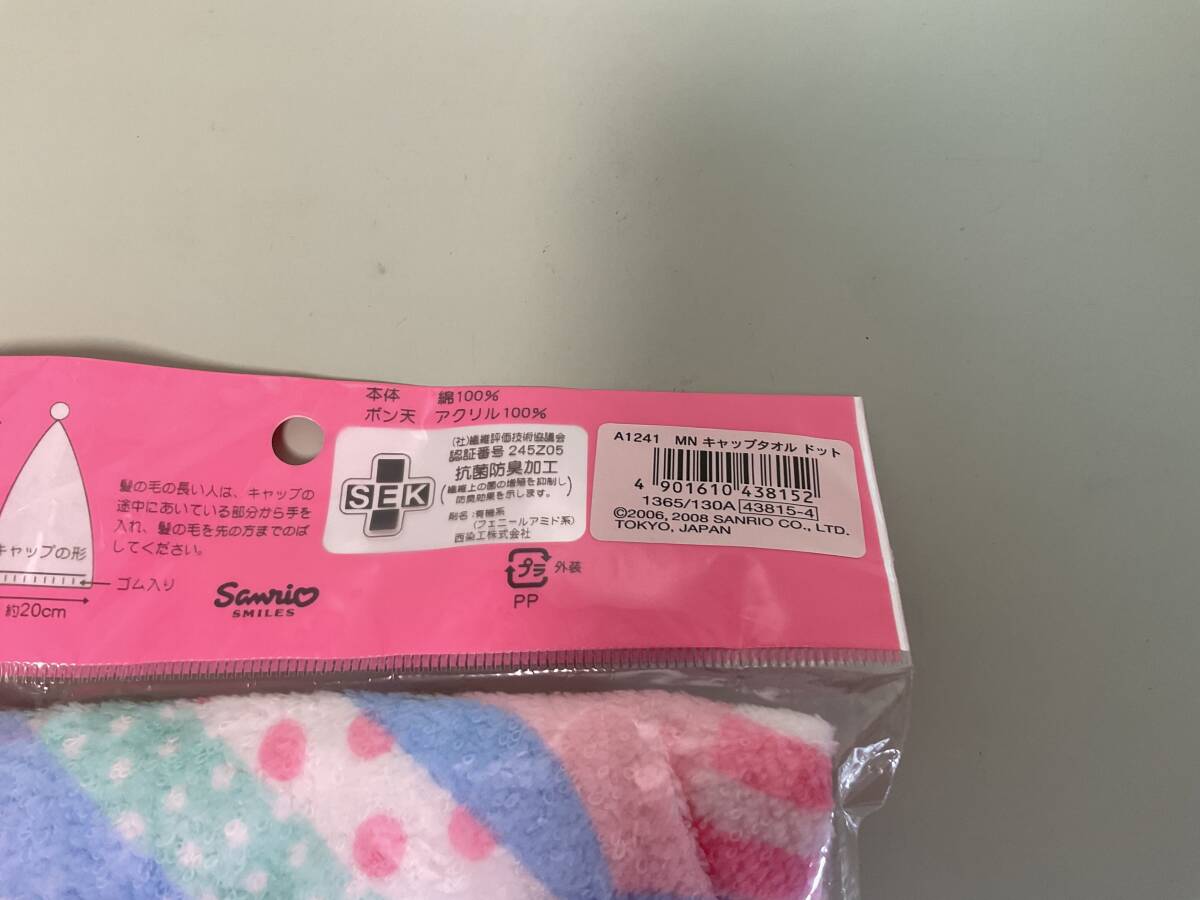 本体 綿100%
ボン天 アクリル100%
(社)繊維評価技術協議会
認証番号 245Z05
抗菌防臭加工
(繊維上の菌の増殖を抑制し
防臭効果を示します。)
剤名:有機系
(フェニールアミド系)
西染工株式会社
SEK
A1241 MN キャップタオル ドット
4 901610 438152
1365/130A 43815-4
©2006, 2008 SANRIO CO., LTD.
TOKYO, JAPAN
髪の毛の長い人は、キャップの
途中にあいている部分から手を
入れ、髪の毛を先の方までのば
してください。
キャップの形
ゴム入り
約20cm
Sanrio
SMILES
プラ 外装
PP